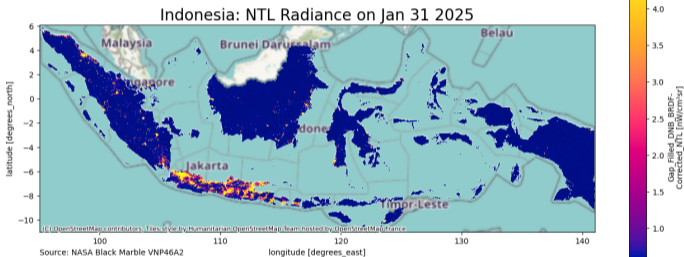 Indonesia: NTL Radiance on Jan 31 2025
Malaysia
Brunei Darussalam
Belau
Jakarta
Timor-Leste
6
4
2
0
−2
−4
−6
−8
−10
latitude [degrees_north]
100
110
120
130
140
longitude [degrees_east]
(C) OpenStreetMap contributors, Tiles style by Humanitarian OpenStreetMap Team hosted by OpenStreetMap France
Source: NASA Black Marble VNP46A2
4.0
3.5
3.0
2.5
2.0
1.5
1.0
Gap_Filled_DNB_BRDF-
Corrected_NTL [nW/cm²sr]